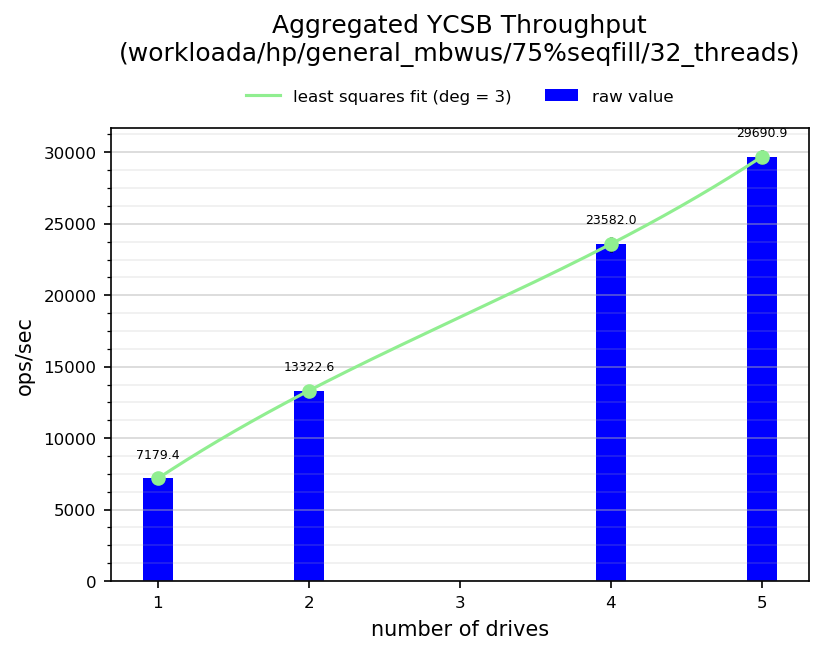 Aggregated YCSB Throughput
(workloada/hp/general_mbwus/75%seqfill/32_threads)
least squares fit (deg = 3)
raw value
29690.9
30000
25000
23582.0
20000
15000
13322.6
10000
7179.4
5000
0
ops/sec
1 2 3 4 5
number of drives